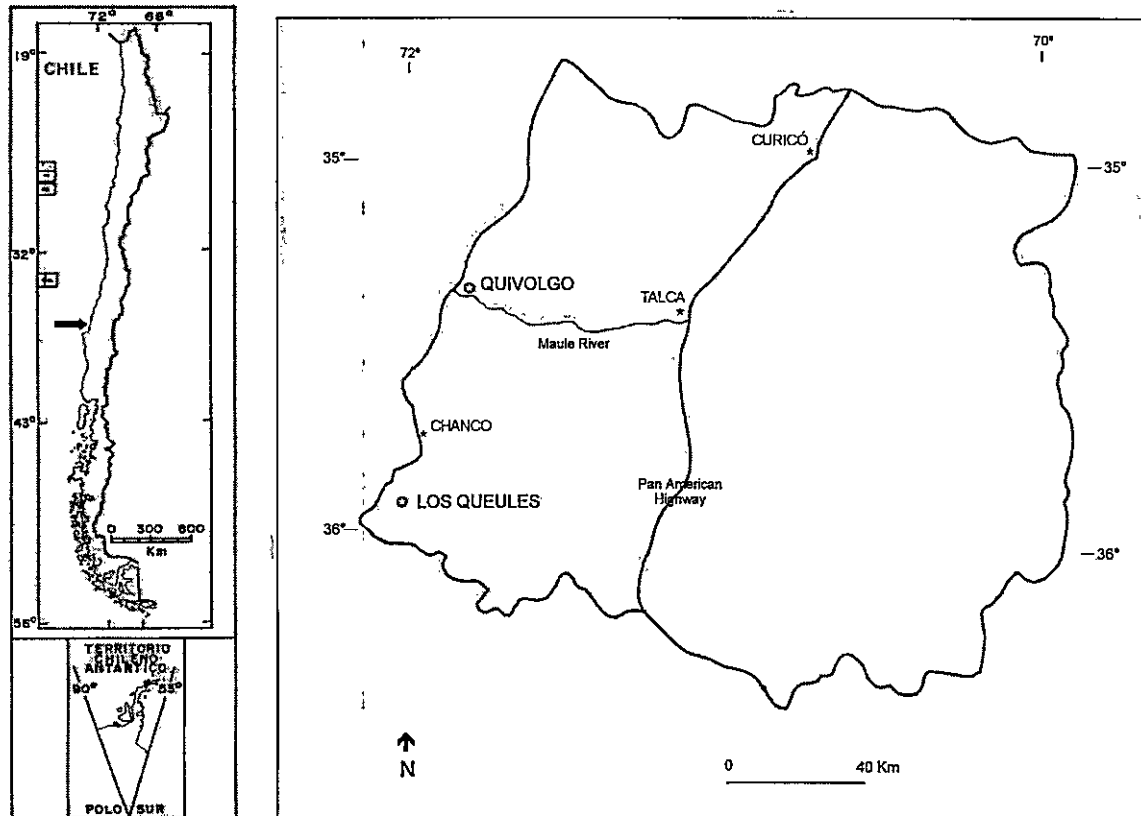 72° 68°
19°
CHILE
32°
43°
0 300 600
Km
56°
TERRITORIO
CHILENO
ANTÁRTICO
90° 53°
POLO SUR
72° 70°
CURICÓ
35° 35°
QUIVOLGO
TALCA
Maule River
CHANCO
Pan American
Highway
LOS QUEULES
36° 36°
N
0 40 Km